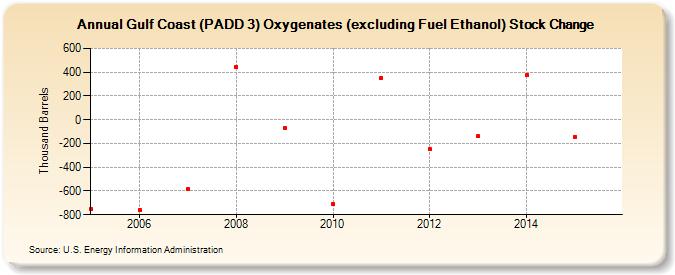 Annual Gulf Coast (PADD 3) Oxygenates (excluding Fuel Ethanol) Stock Change
Thousand Barrels
600
400
200
0
-200
-400
-600
-800
2006 2008 2010 2012 2014
Source: U.S. Energy Information Administration